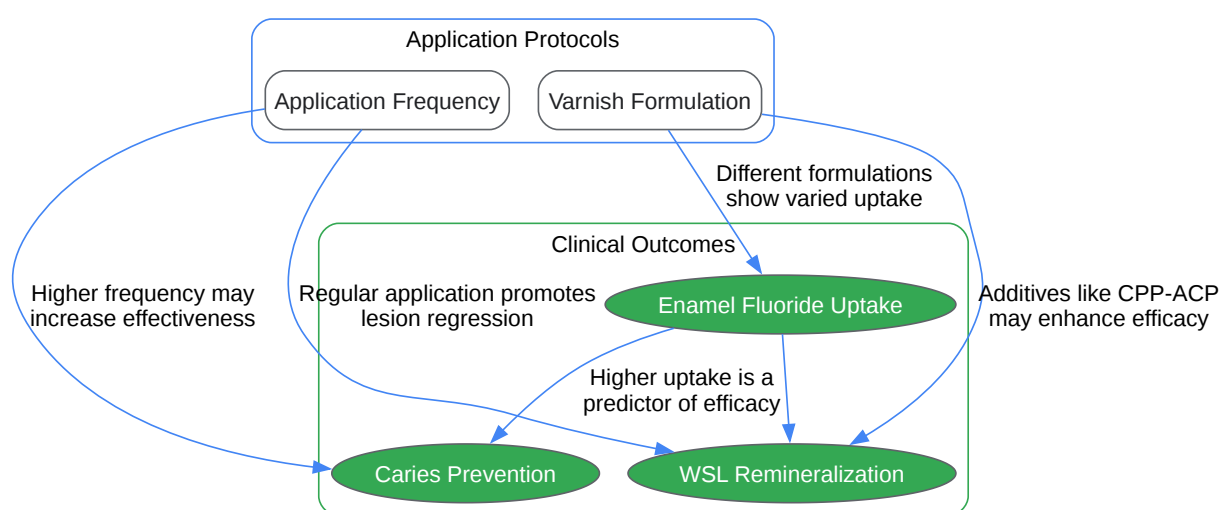 Application Protocols
Application Frequency
Varnish Formulation
Different formulations
show varied uptake
Clinical Outcomes
Higher frequency may
increase effectiveness
Regular application promotes
lesion regression
Enamel Fluoride Uptake
Additives like CPP-ACP
may enhance efficacy
Higher uptake is a
predictor of efficacy
Caries Prevention
WSL Remineralization